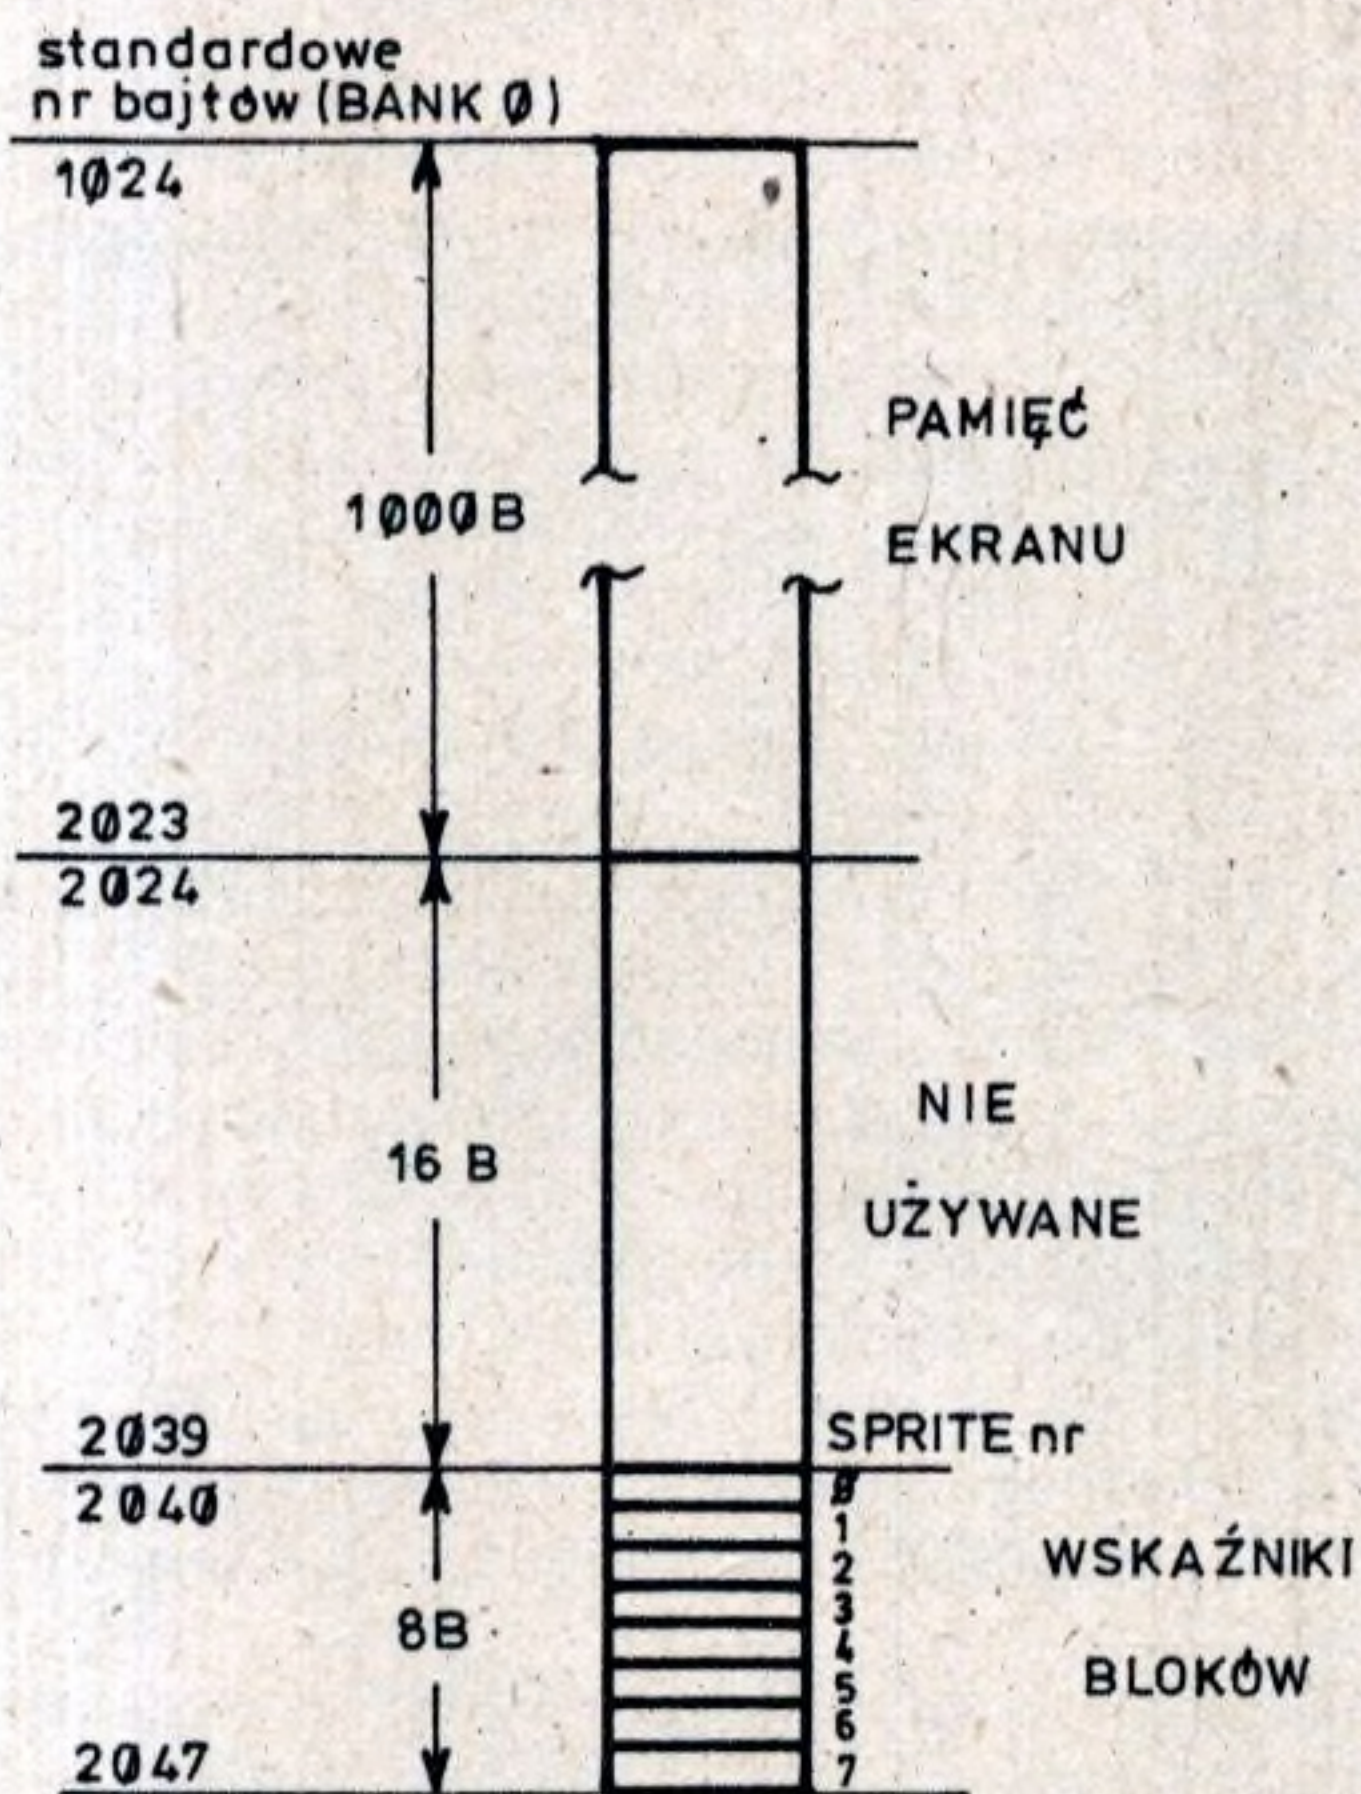 standardowe
nr bajtów (BANK Ø)
1Ø24
PAMIĘĆ
1ØØØB
EKRANU
2Ø23
2Ø24
NIE
16 B
UŻYWANE
2Ø39
SPRITE nr
2Ø4Ø
Ø
1
2
3
4
5
6
7
WSKAŹNIKI
8B
BLOKÓW
2Ø47